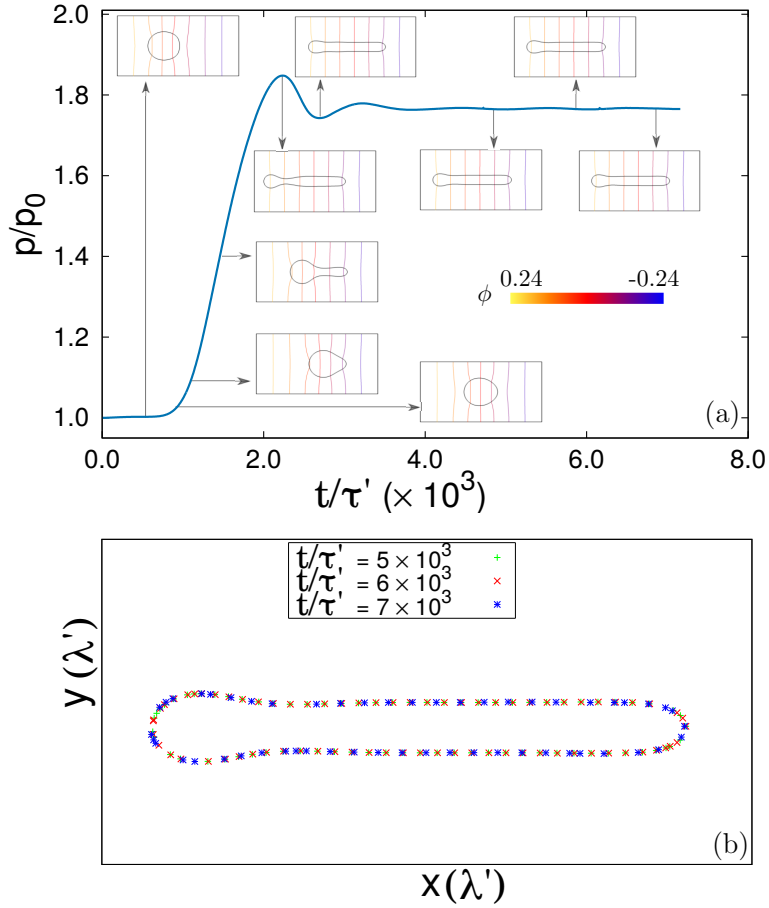 2.0
1.8
1.6
1.4
1.2
1.0
p/p0
ϕ 0.24 -0.24
(a)
0.0 2.0 4.0 6.0 8.0
t/τ' (× 10³)
t/τ' = 5 × 10³
t/τ' = 6 × 10³
t/τ' = 7 × 10³
y (λ')
(b)
x (λ')